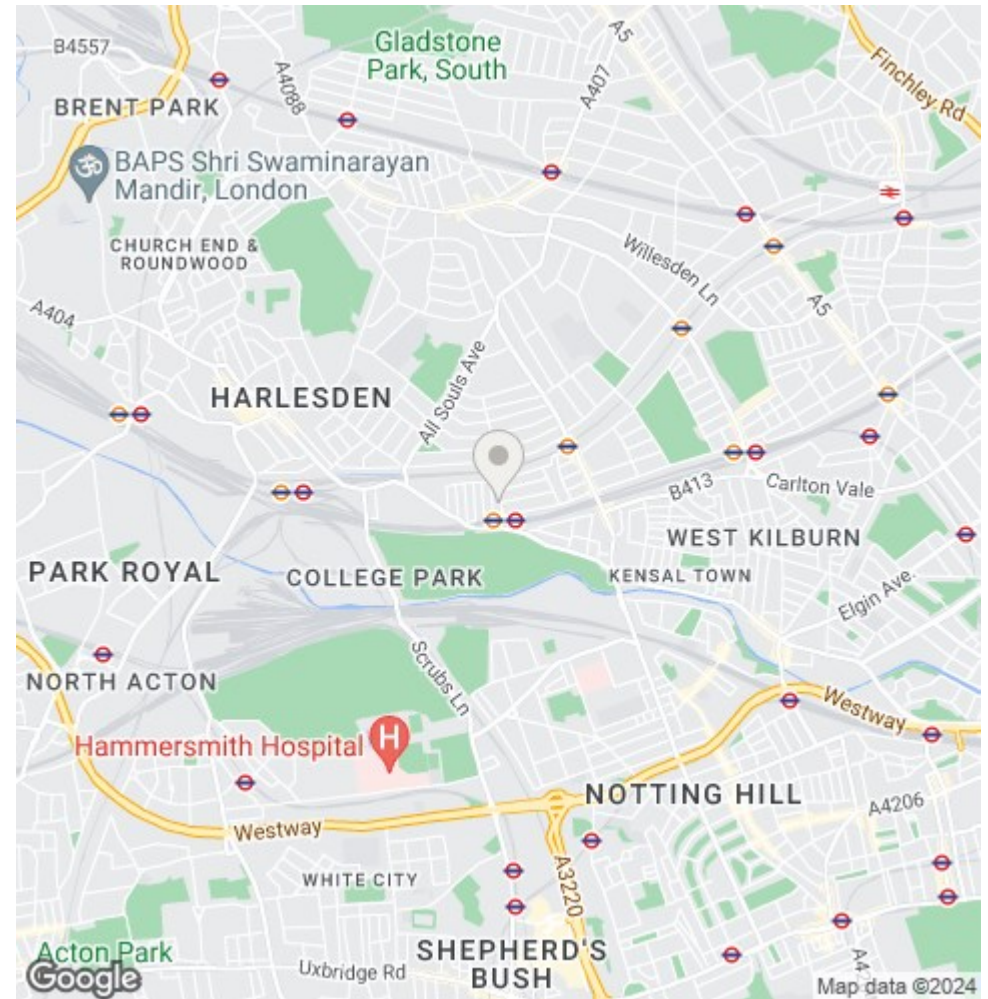 Gladstone
Park, South
A5
B4557
A4088
A407
Finchley Rd
BRENT PARK
BAPS Shri Swaminarayan
Mandir, London
CHURCH END &
ROUNDWOOD
Willesden Ln
A404
A5
All Souls Ave
HARLESDEN
B413
Carlton Vale
WEST KILBURN
PARK ROYAL
COLLEGE PARK
KENSAL TOWN
Elgin Ave.
Scrubs Ln
NORTH ACTON
Westway
Hammersmith Hospital
H
NOTTING HILL
A4206
Westway
A3220
WHITE CITY
Acton Park
SHEPHERD'S
BUSH
Uxbridge Rd
Google
Map data ©2024